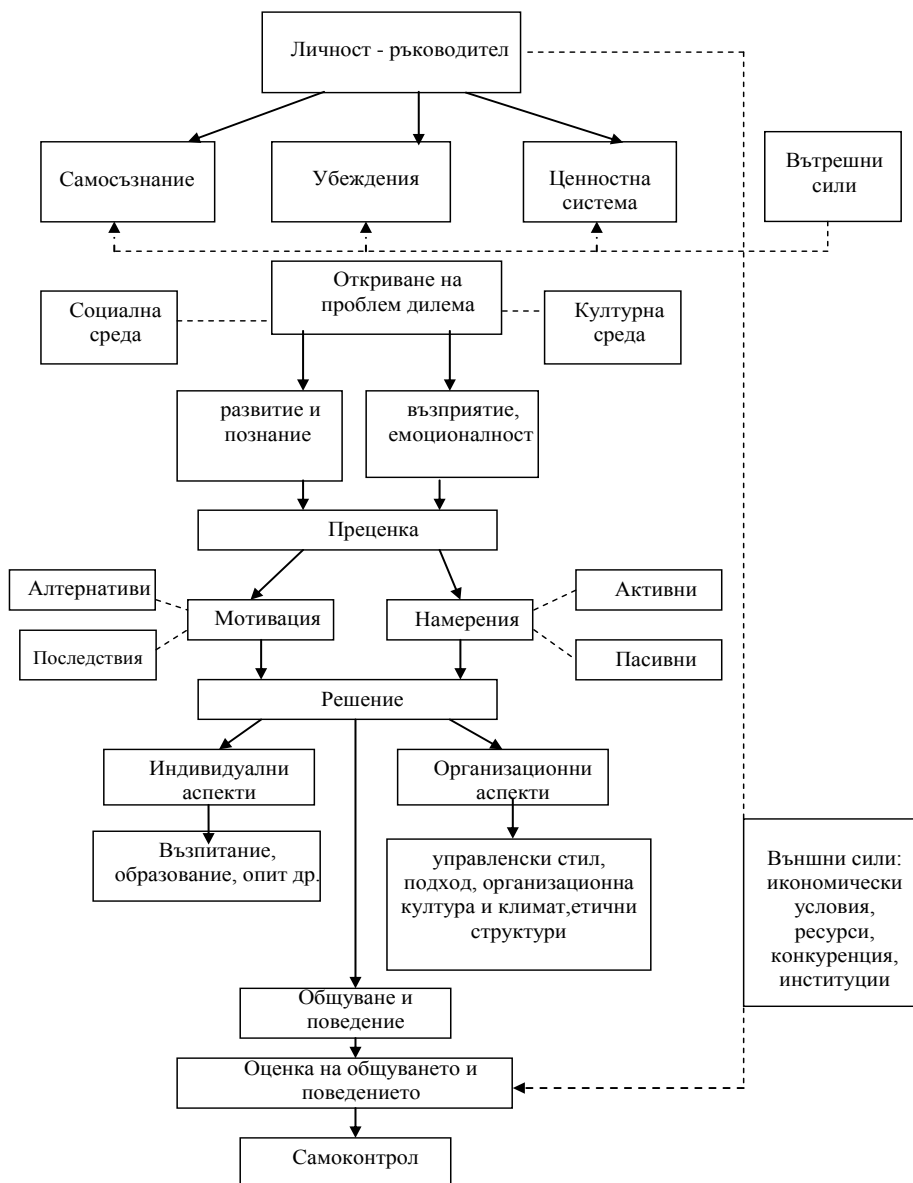 Личност - ръководител
Самосъзнание
Убеждения
Ценностна
система
Вътрешни
сили
Откриване на
проблем дилема
Социална
среда
Културна
среда
развитие и
познание
възприятие,
емоционалност
Преценка
Алтернативи
Последствия
Мотивация
Намерения
Активни
Пасивни
Решение
Индивидуални
аспекти
Организационни
аспекти
Възпитание,
образование, опит др.
управленски стил,
подход, организационна
култура и климат,етични
структури
Външни сили:
икономически
условия,
ресурси,
конкуренция,
институции
Общуване и
поведение
Оценка на общуването и
поведението
Самоконтрол